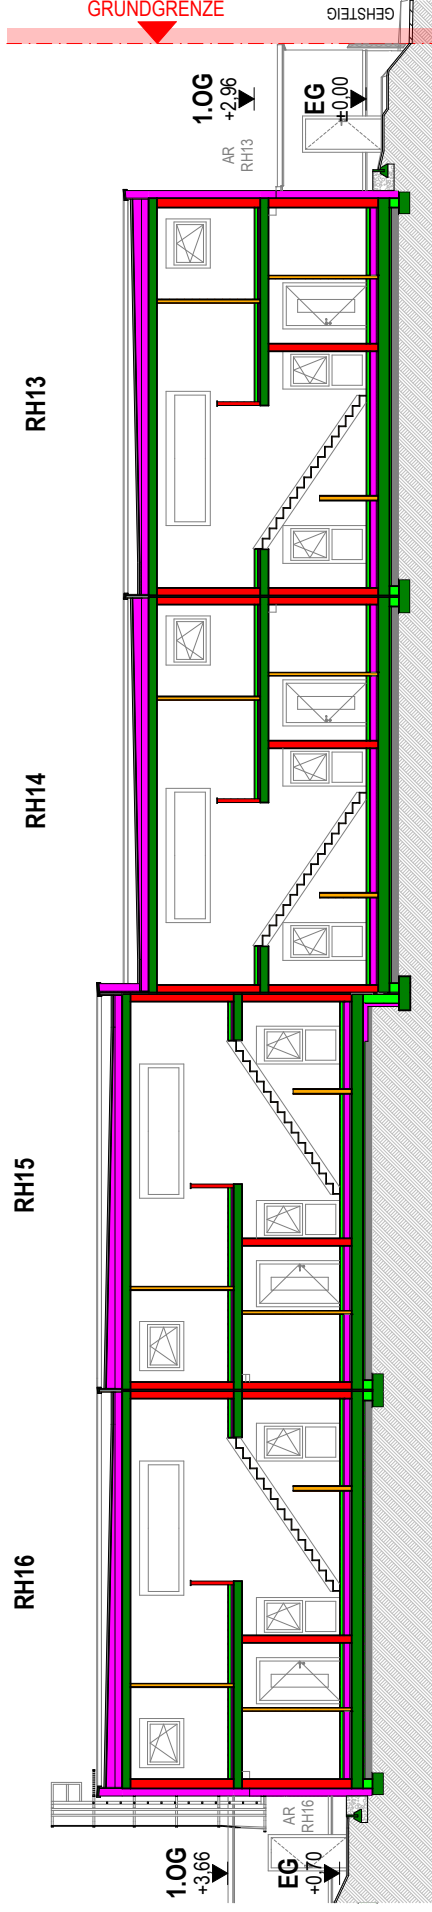 GRUNDGRENZE
GEHSTEIG
1.OG
+2,96
EG
±0,00
AR
RH13
RH13
RH14
RH15
RH16
AR
RH16
1.OG
+3,66
EG
+0,70